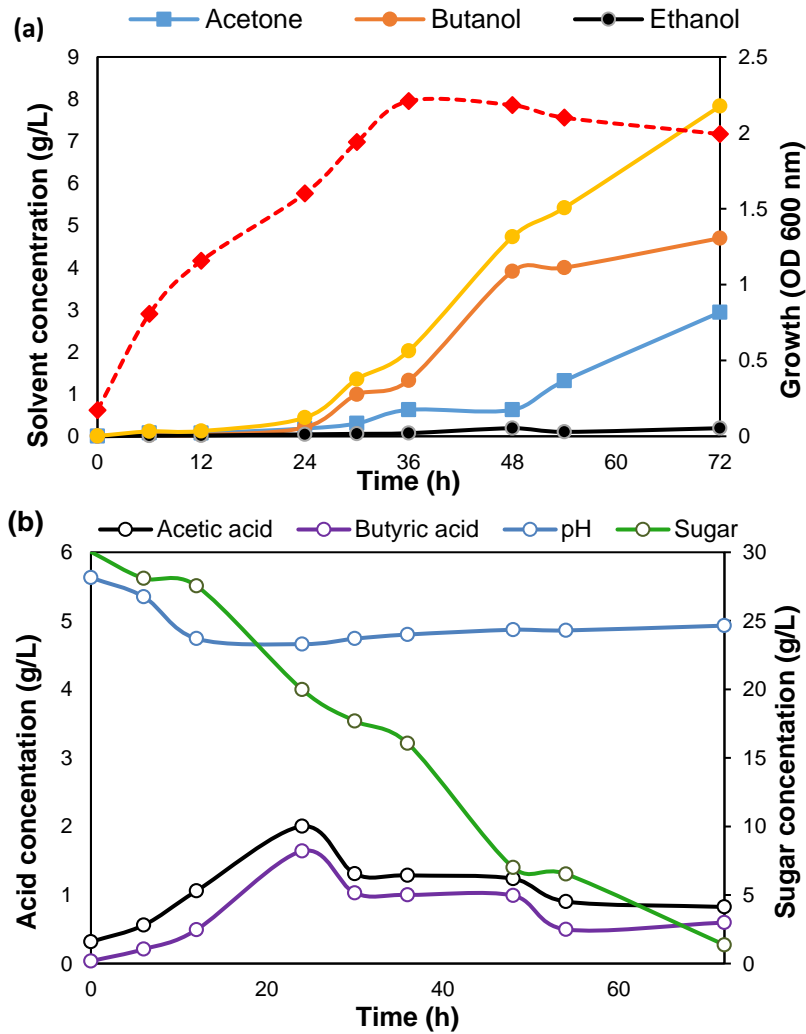 (a)
Acetone Butanol Ethanol
Solvent concentration (g/L)
9
8
7
6
5
4
3
2
1
0
2.5
2
1.5
1
0.5
0
Growth (OD 600 nm)
0 12 24 36 48 60 72
Time (h)
(b)
Acetic acid Butyric acid pH Sugar
Acid concentation (g/L)
6
5
4
3
2
1
0
30
25
20
15
10
5
0
Sugar concentation (g/L)
0 20 40 60
Time (h)